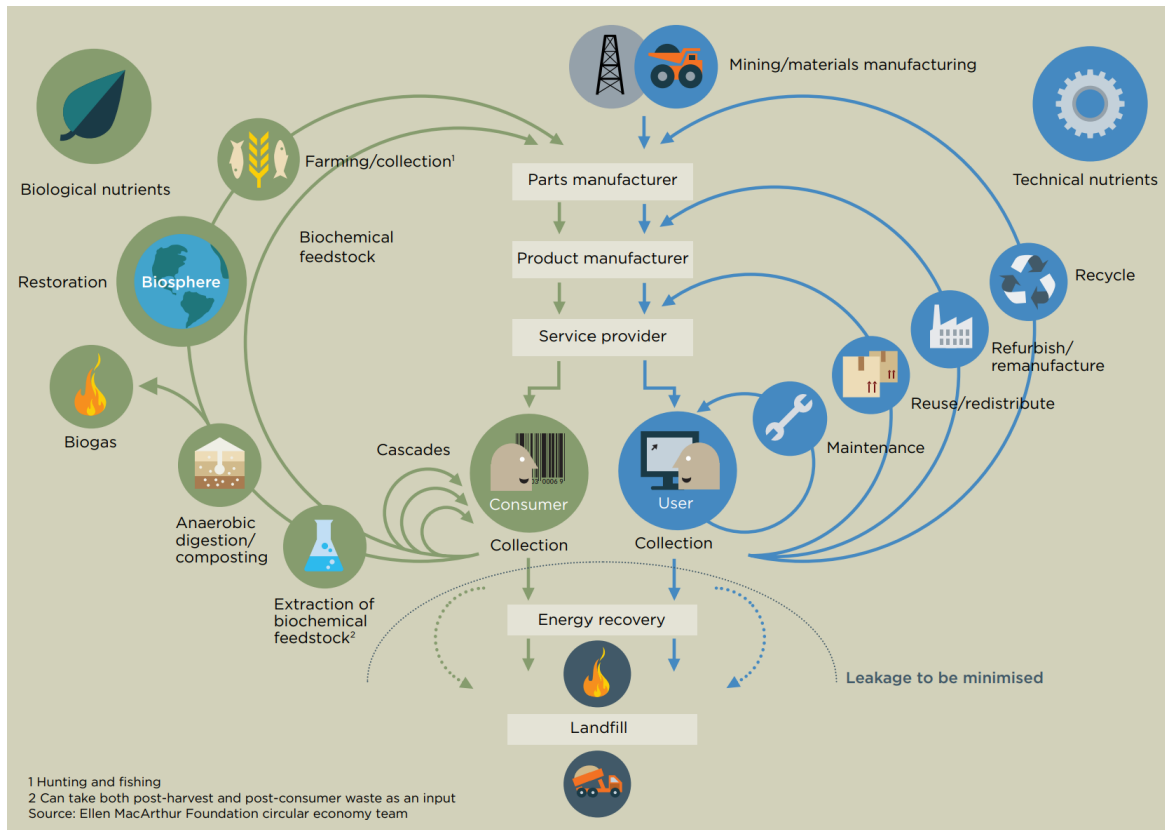 Mining/materials manufacturing
Biological nutrients
Technical nutrients
Farming/collection¹
Parts manufacturer
Biochemical
feedstock
Restoration
Biosphere
Product manufacturer
Recycle
Service provider
Refurbish/
remanufacture
Reuse/redistribute
Biogas
Cascades
Maintenance
Consumer
User
Anaerobic
digestion/
composting
Collection
Collection
Extraction of
biochemical
feedstock²
Energy recovery
Leakage to be minimised
Landfill
1 Hunting and fishing
2 Can take both post-harvest and post-consumer waste as an input
Source: Ellen MacArthur Foundation circular economy team